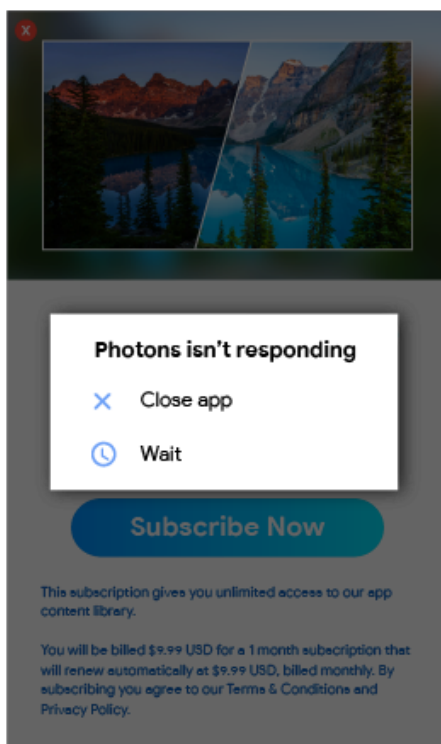 X
Photons isn't responding
Close app
Wait
Subscribe Now
This subscription gives you unlimited access to our app
content library.
You will be billed $9.99 USD for a 1 month subscription that
will renew automatically at $9.99 USD, billed monthly. By
subscribing you agree to our Terms & Conditions and
Privacy Policy.